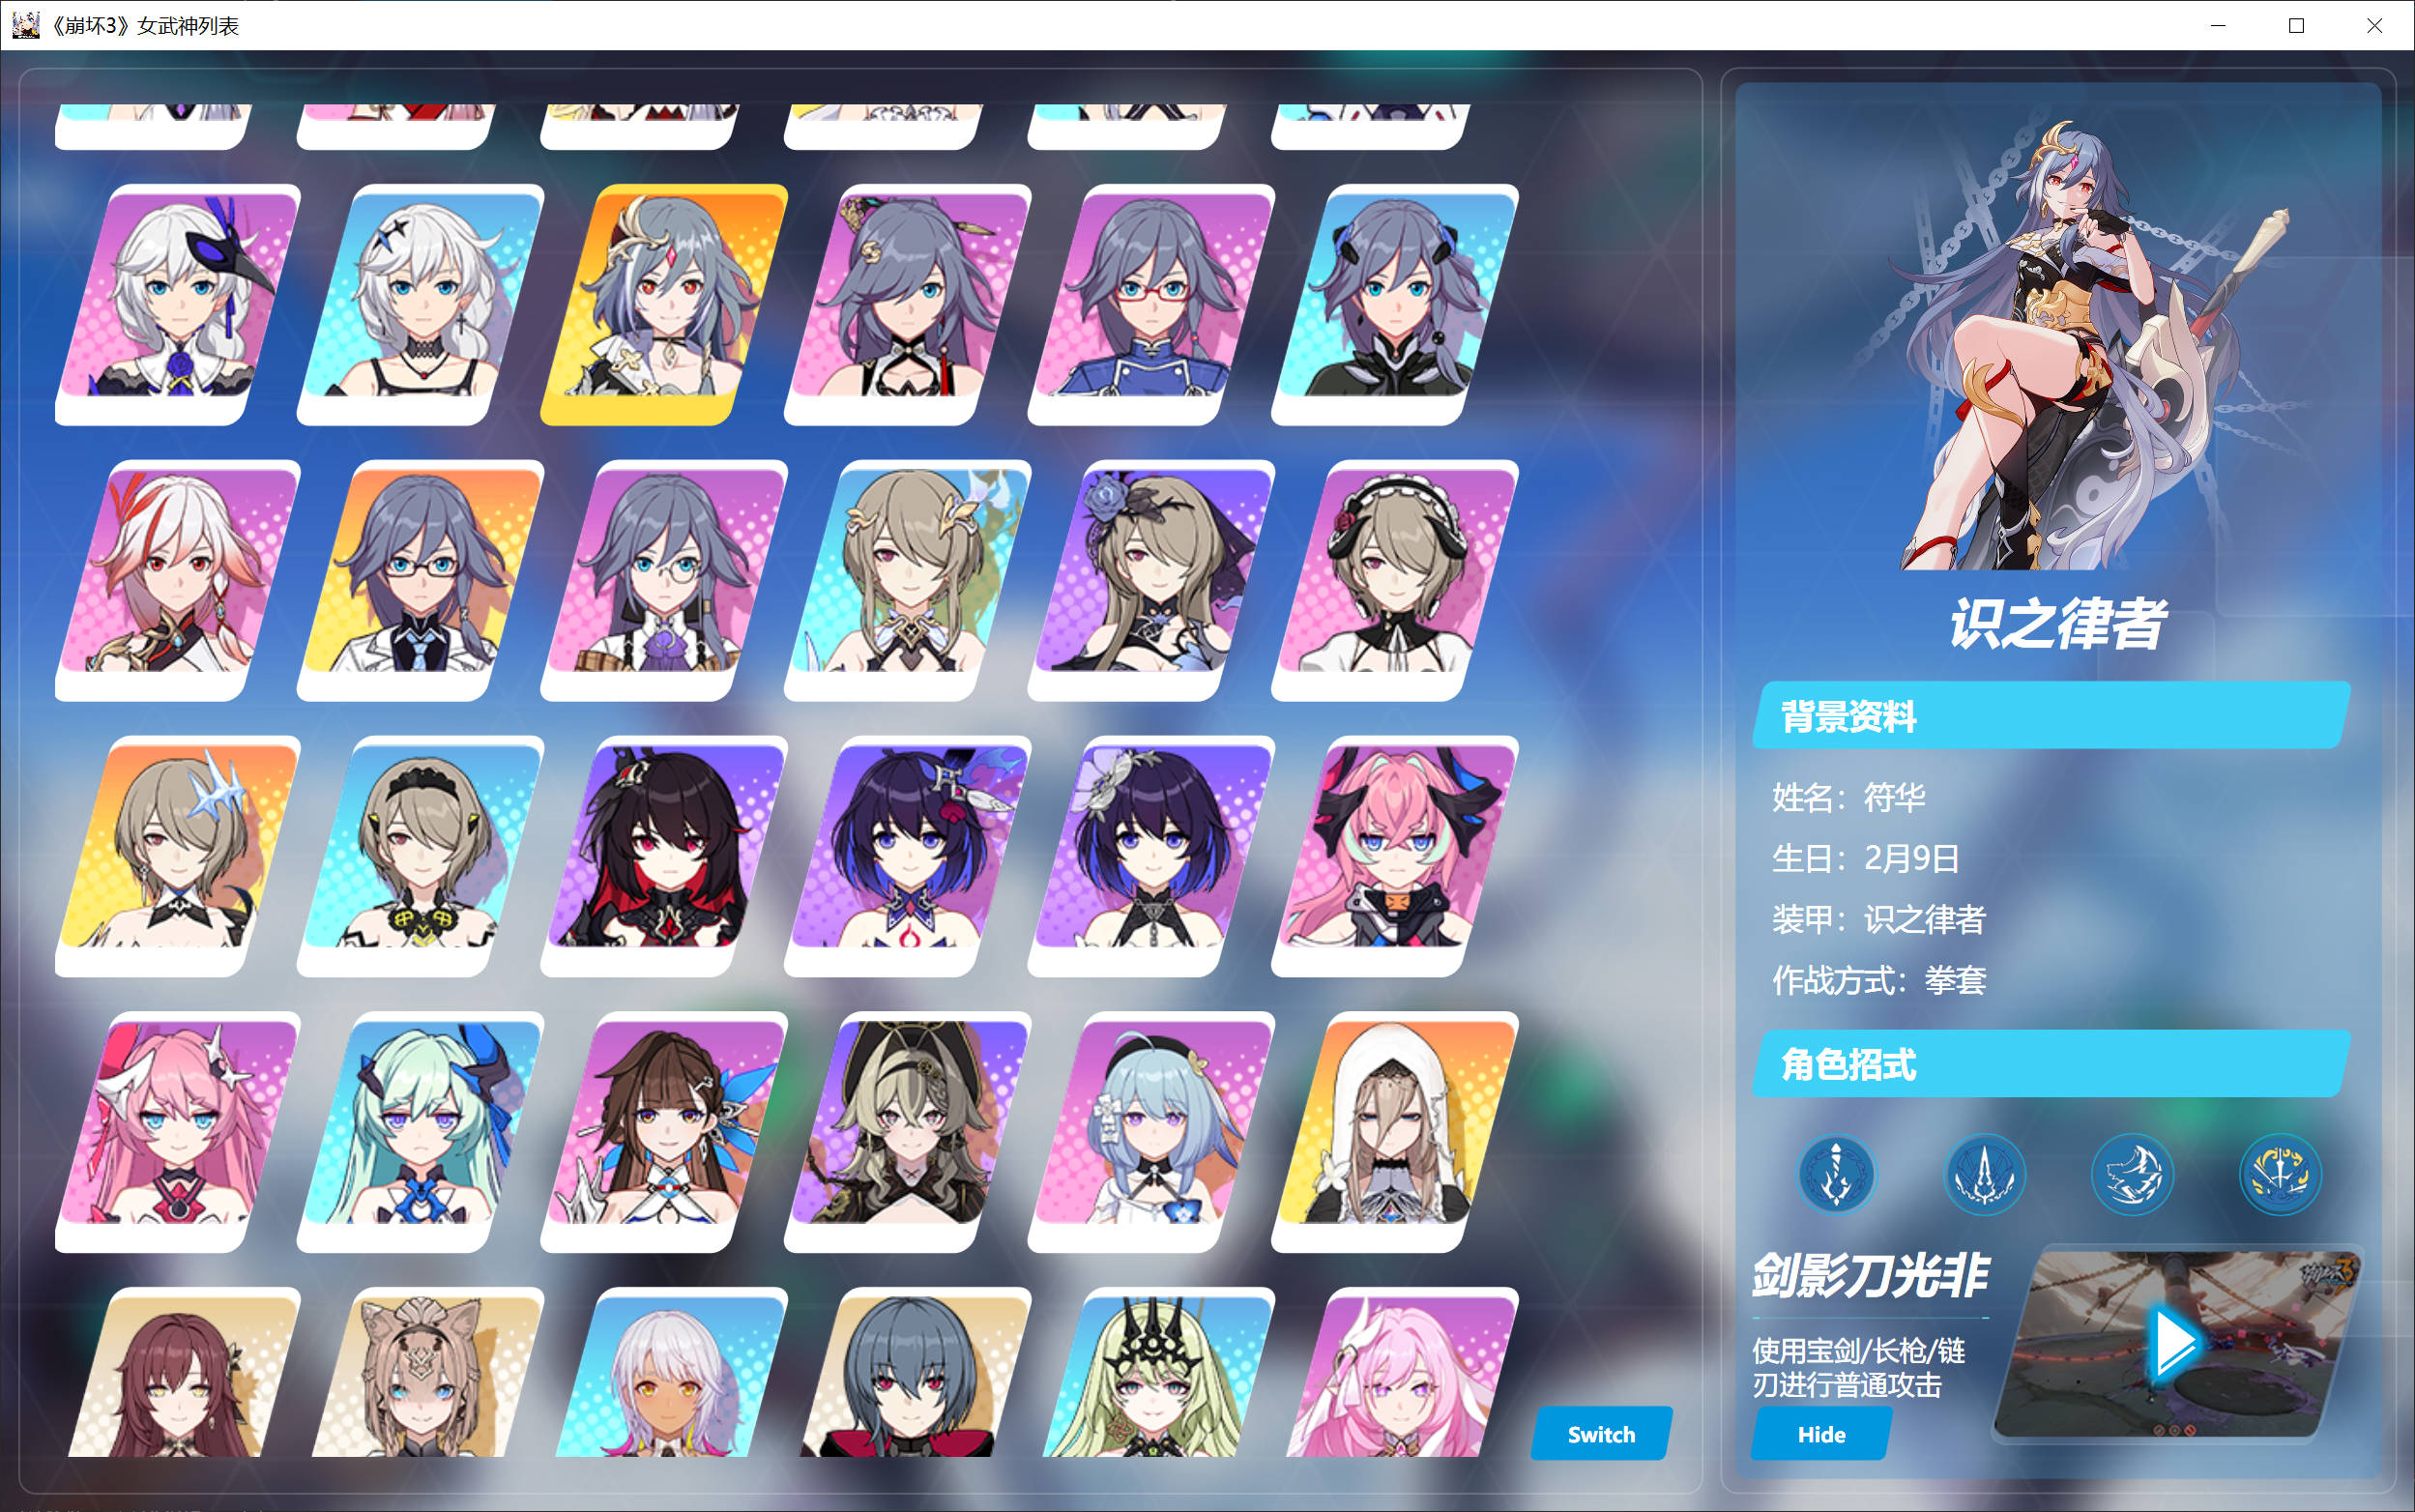 《崩坏3》女武神列表
识之律者
背景资料
姓名：符华
生日：2月9日
装甲：识之律者
作战方式：拳套
角色招式
剑影刀光非
使用宝剑/长枪/链
刃进行普通攻击
Switch
Hide
崩坏3